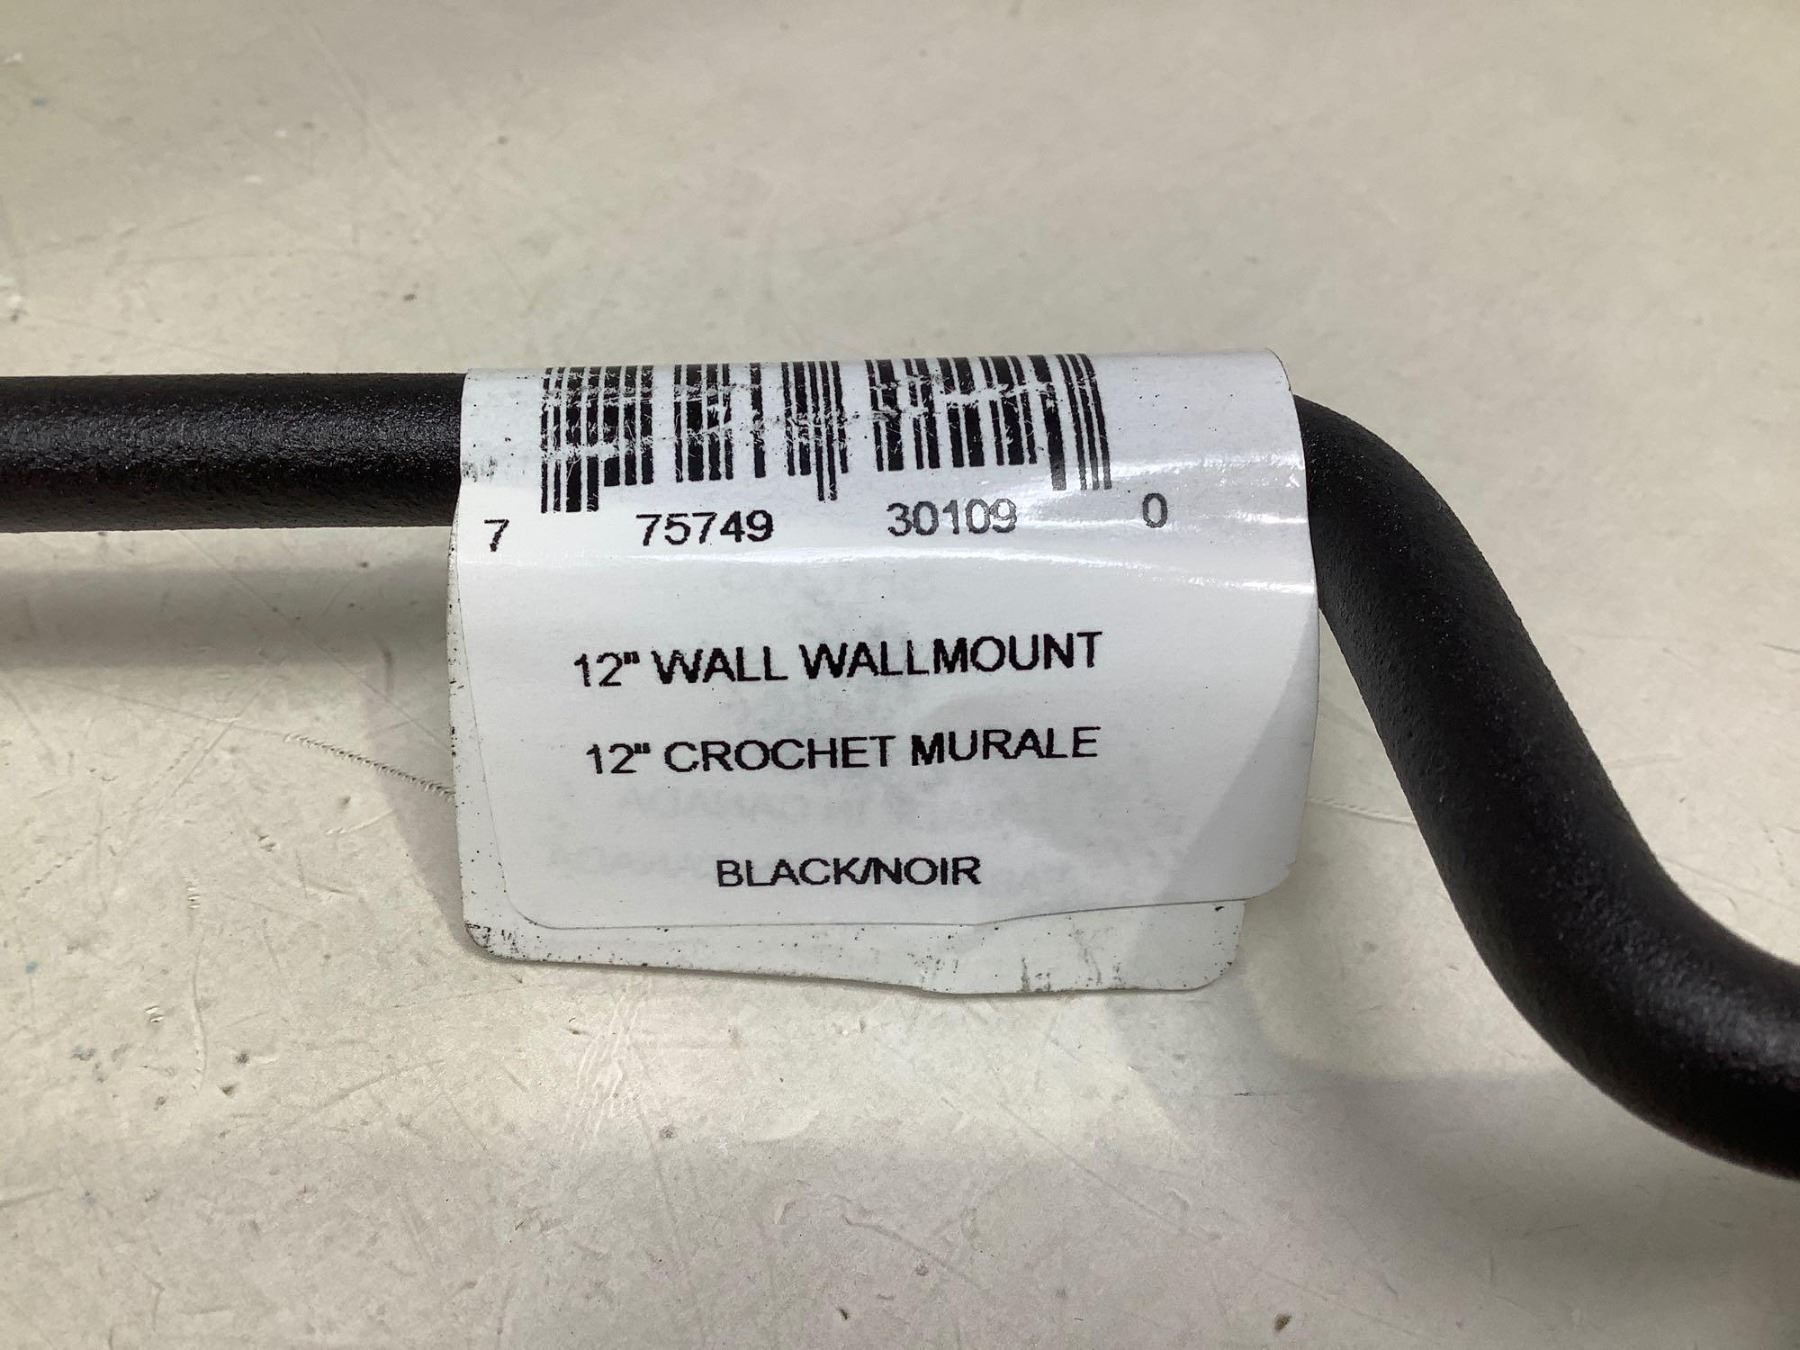 7 75749 30109 0
12" WALL WALLMOUNT
12" CROCHET MURALE
BLACK/NOIR